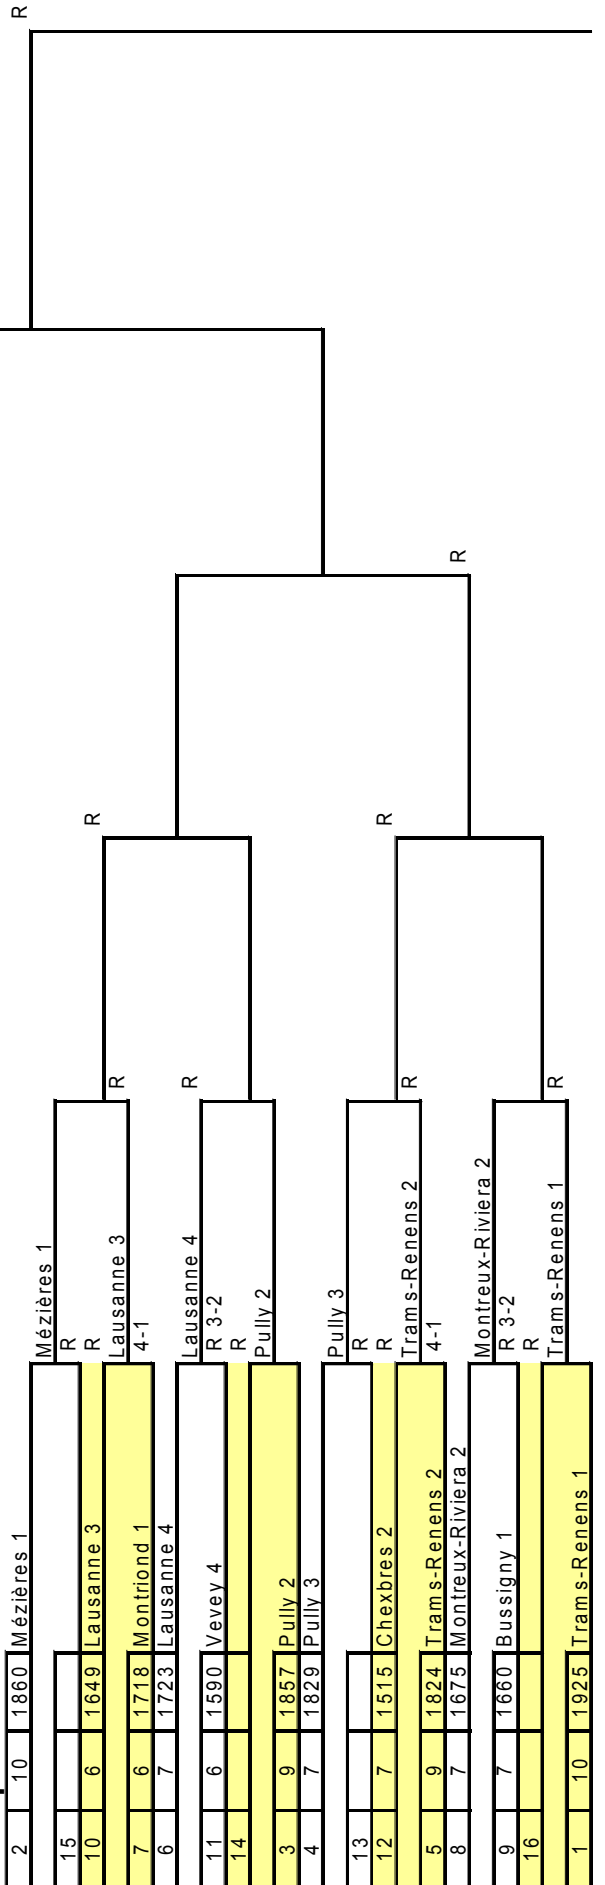 2 10 1860 Mézières 1
15
10 6 1649 Lausanne 3
7 6 1718 Montriond 1
6 7 1723 Lausanne 4
11 6 1590 Vevey 4
14
3 9 1857 Pully 2
4 7 1829 Pully 3
13
12 7 1515 Chexbres 2
5 9 1824 Trams-Renens 2
8 7 1675 Montreux-Riviera 2
9 7 1660 Bussigny 1
16
1 10 1925 Trams-Renens 1
Mézières 1
R
R
Lausanne 3
4-1
Lausanne 4
R 3-2
R
Pully 2
Pully 3
R
R
Trams-Renens 2
4-1
Montreux-Riviera 2
R 3-2
R
Trams-Renens 1
R
R
R
R
R
R
R
R